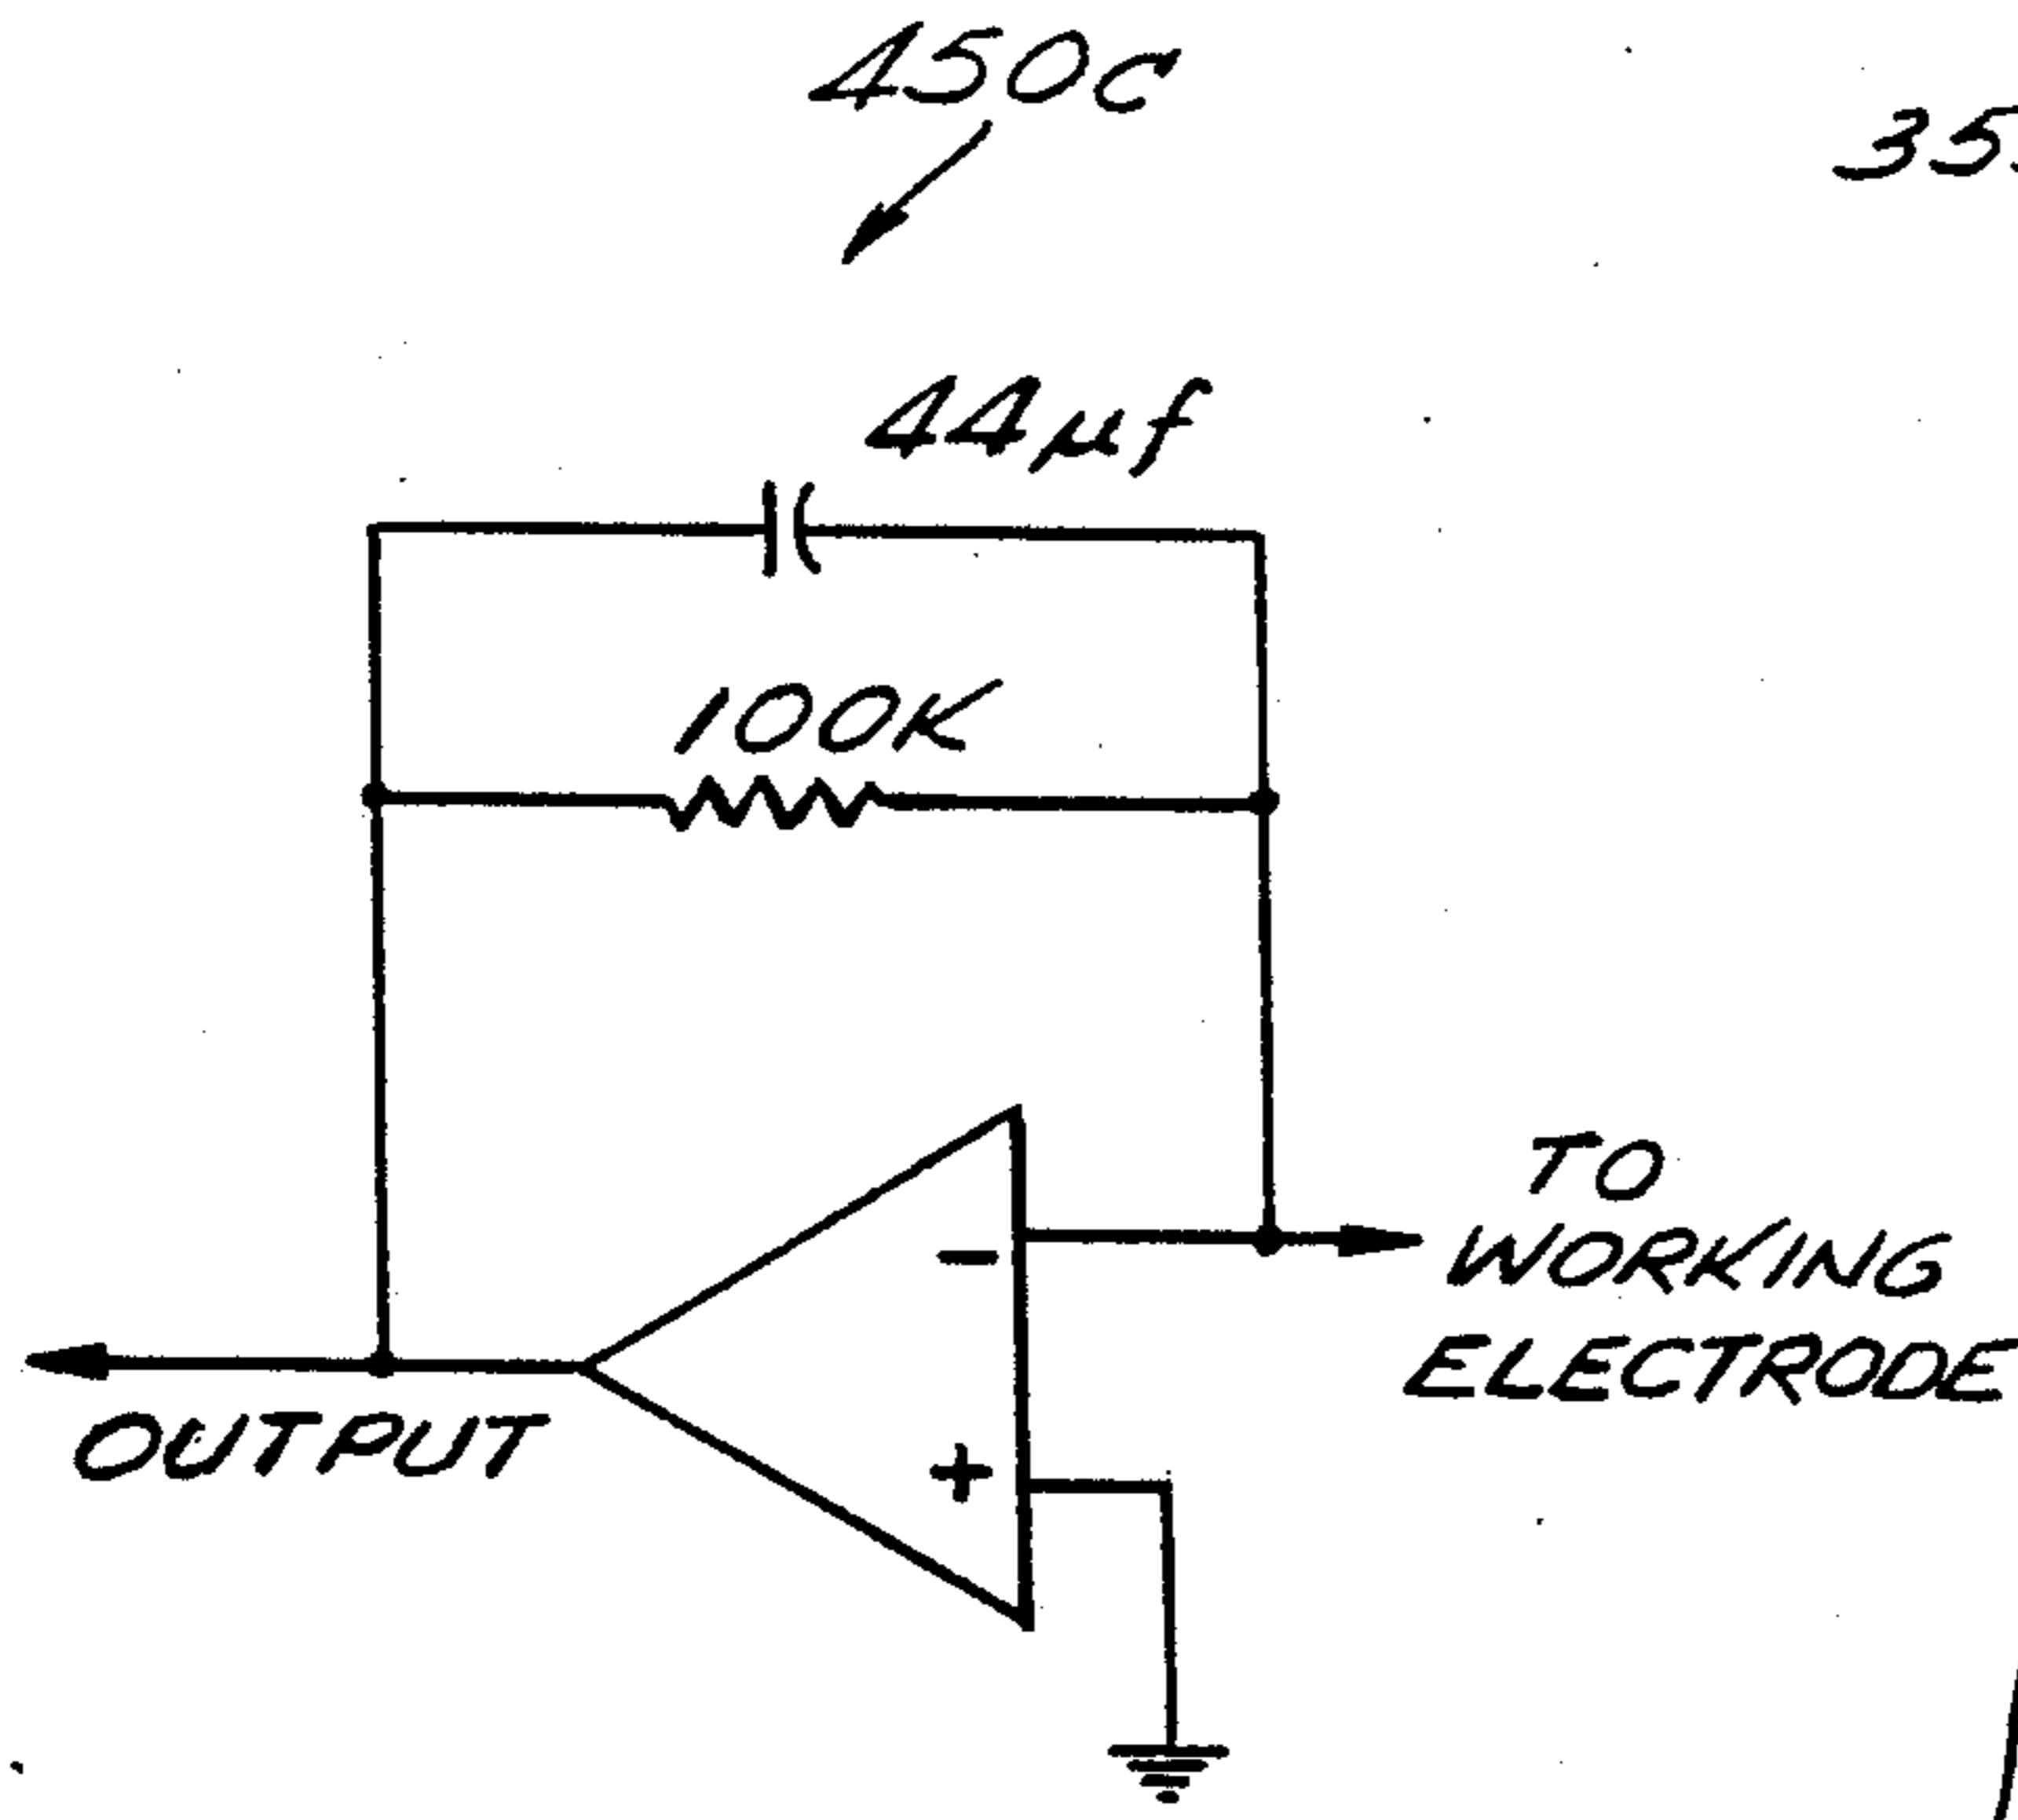 450c
44µf
100K
TO
WORKING
ELECTRODE
OUTPUT
-
+